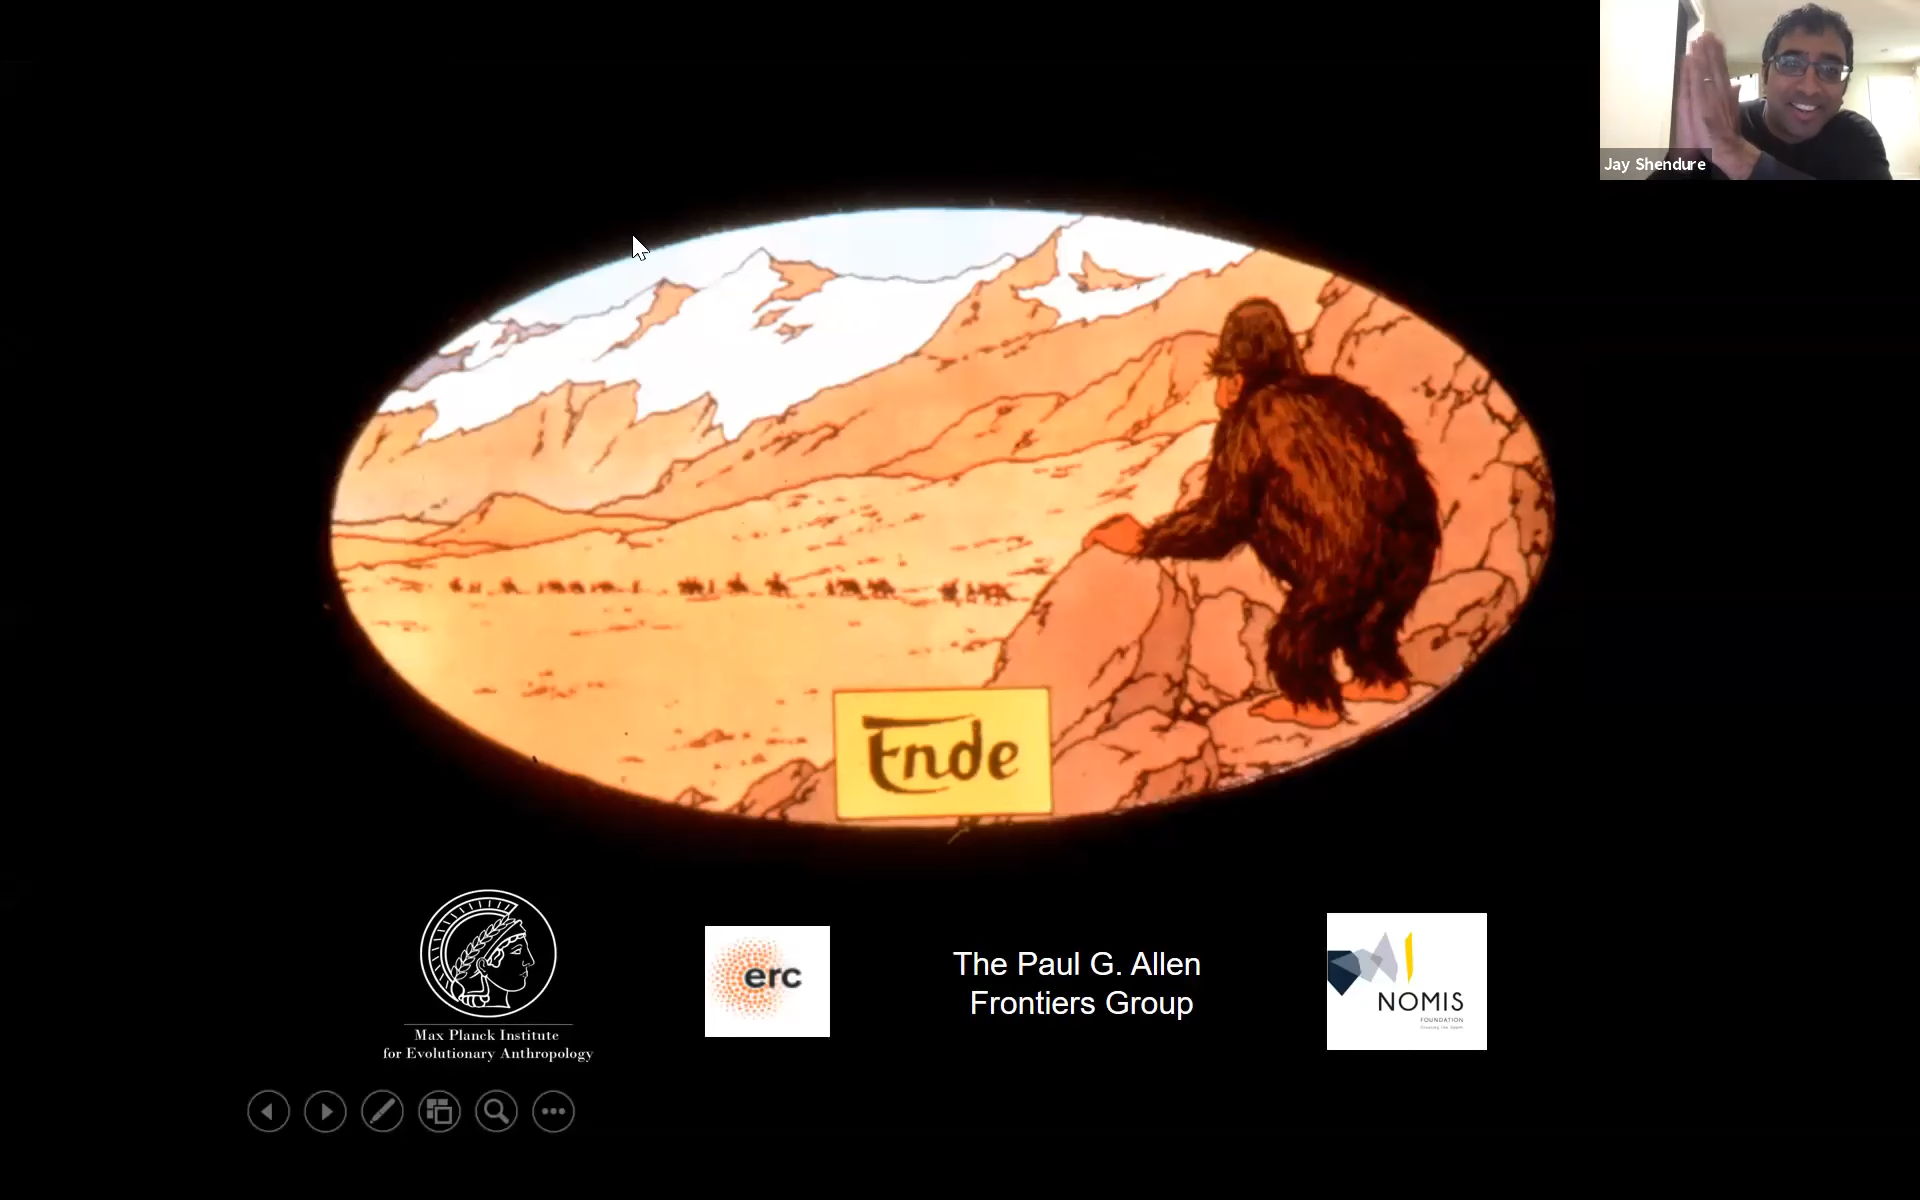 Jay Shendure
Ende
Max Planck Institute
for Evolutionary Anthropology
erc
The Paul G. Allen
Frontiers Group
NOMIS
FOUNDATION